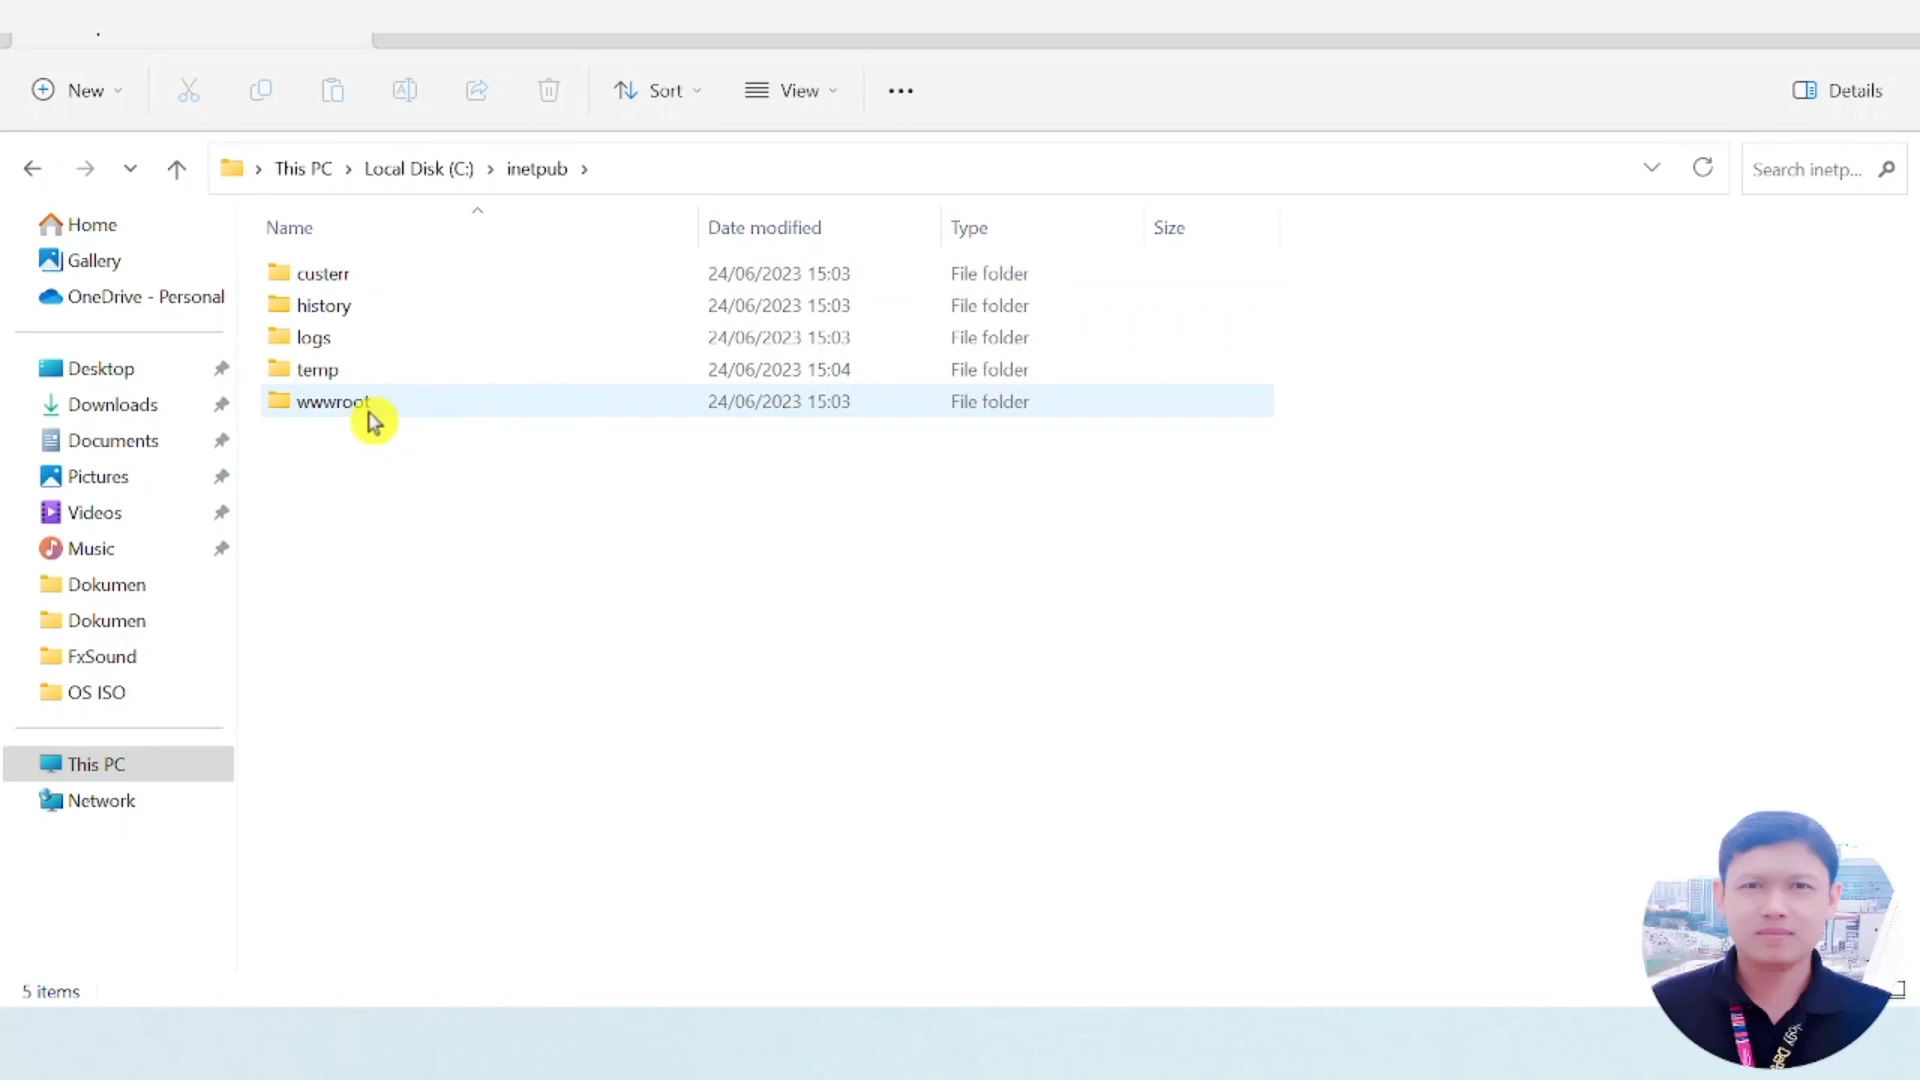 New
Sort
View
Details
This PC
Local Disk (C:)
inetpub
Search inetp...
Home
Gallery
OneDrive - Personal
Desktop
Downloads
Documents
Pictures
Videos
Music
Dokumen
Dokumen
FxSound
OS ISO
This PC
Network
Name Date modified Type Size
custerr 24/06/2023 15:03 File folder
history 24/06/2023 15:03 File folder
logs 24/06/2023 15:03 File folder
temp 24/06/2023 15:04 File folder
wwwroot 24/06/2023 15:03 File folder
5 items